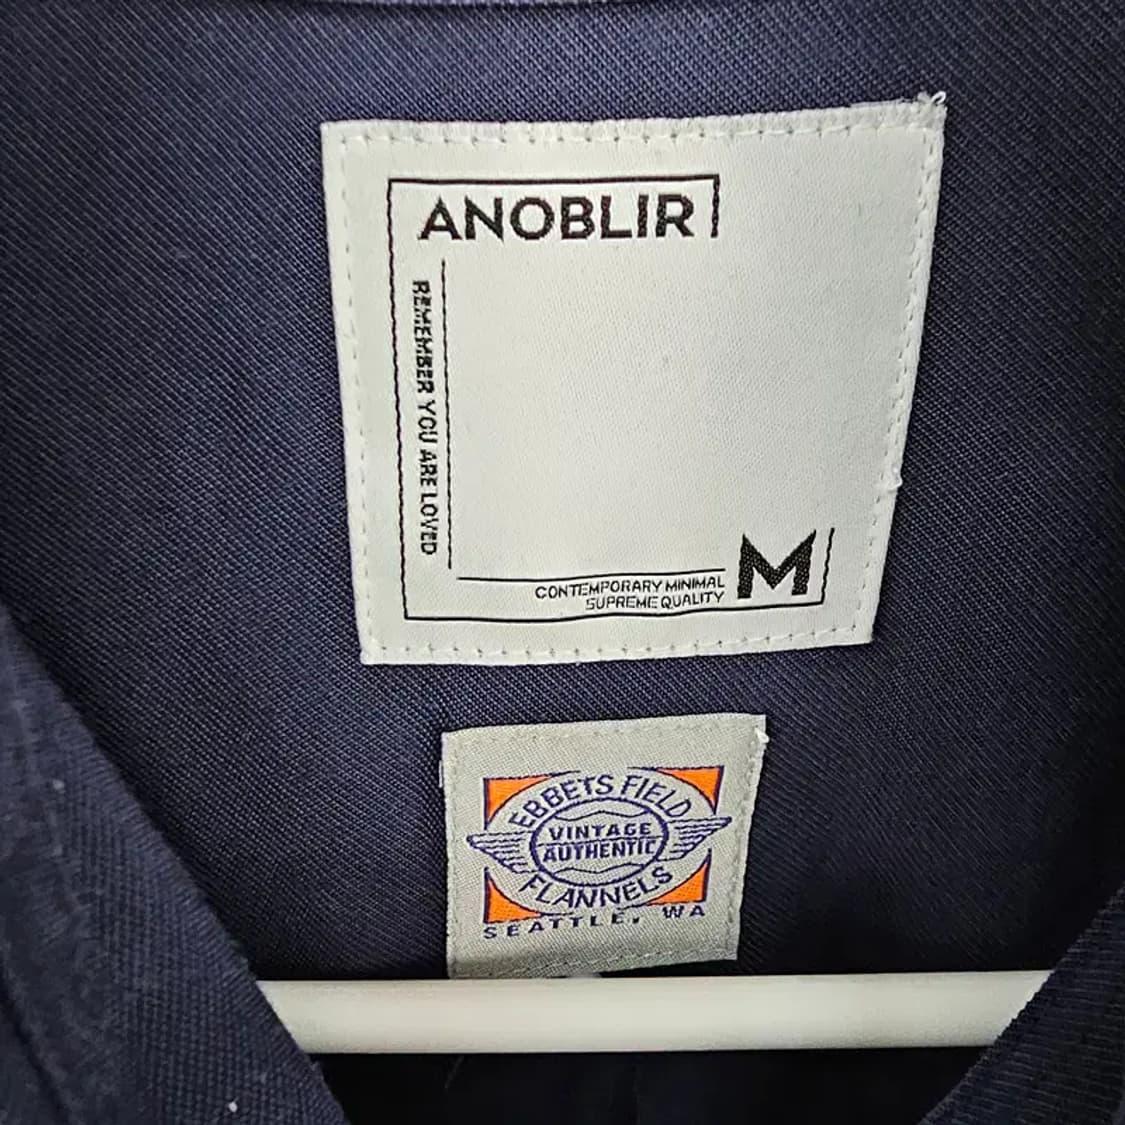 ANOBLIR
REMEMBER YOU ARE LOVED
CONTEMPORARY MINIMAL
SUPREME QUALITY
M
EBBETS FIELD
VINTAGE
AUTHENTIC
FLANNELS
SEATTLE, WA